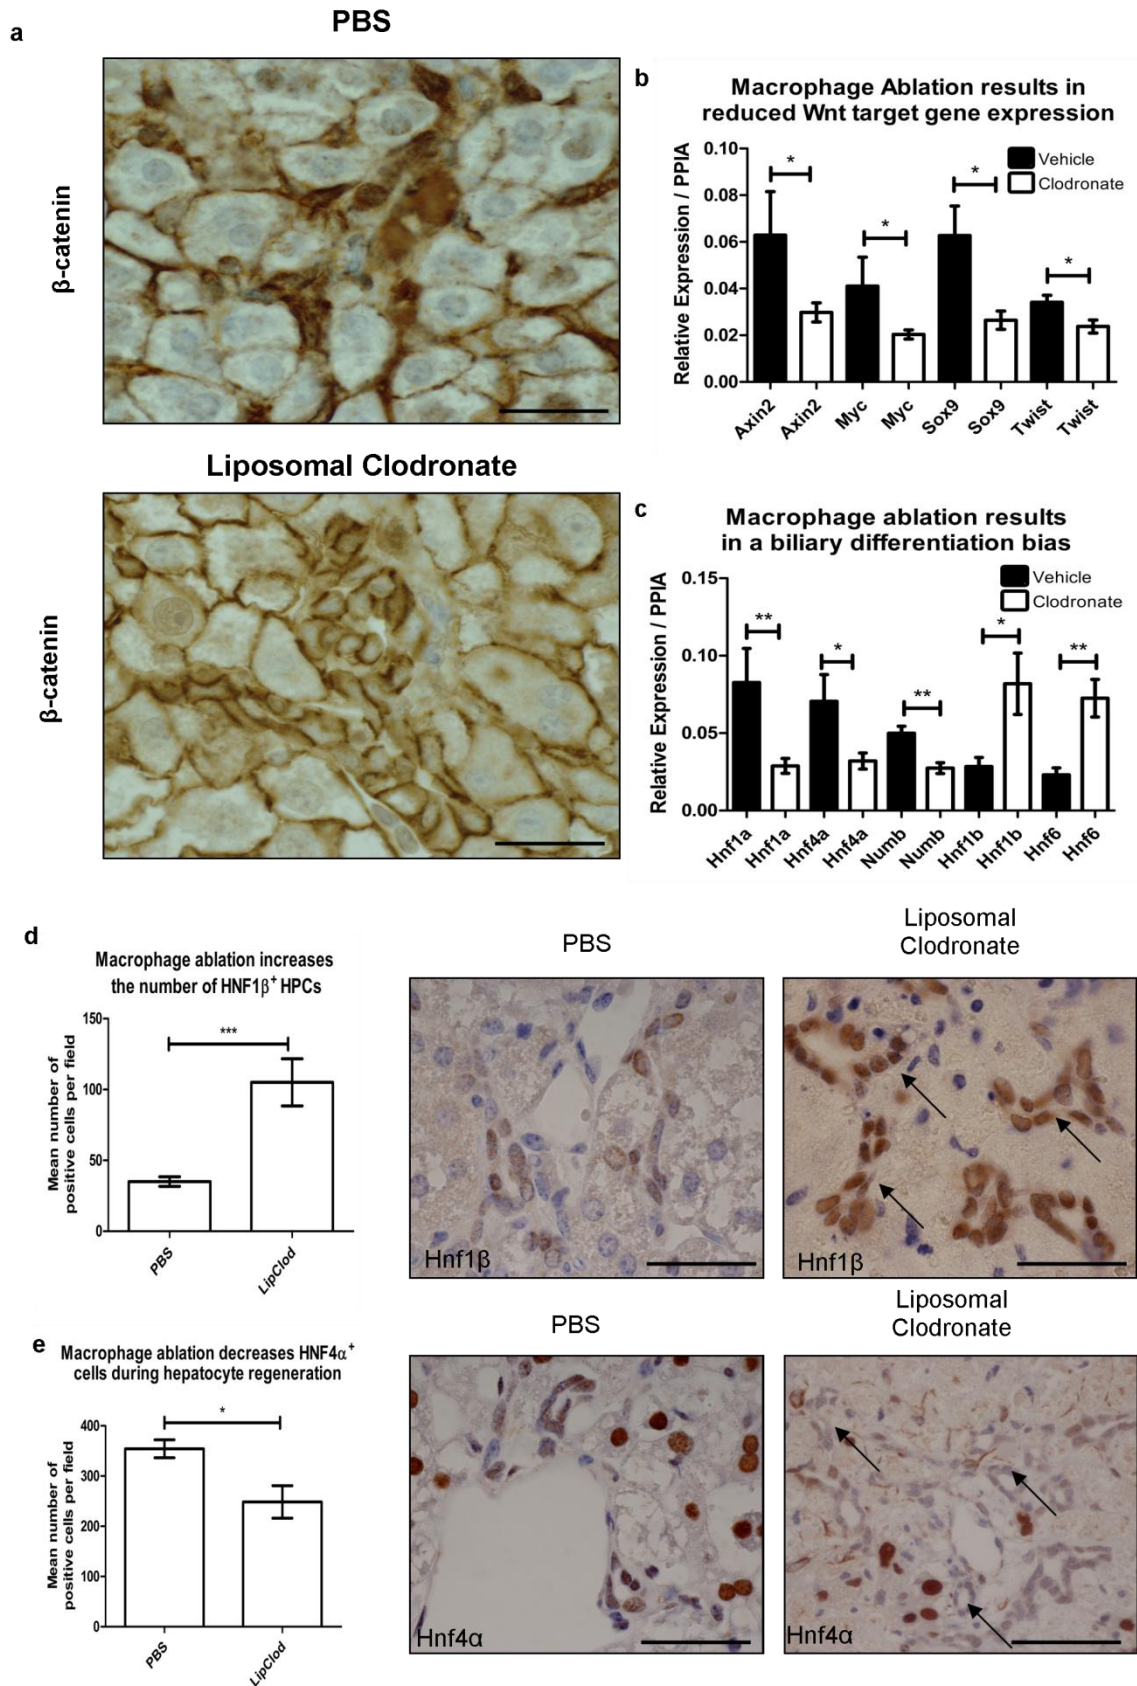 a
PBS
β-catenin
Liposomal Clodronate
β-catenin
b
Macrophage Ablation results in
reduced Wnt target gene expression
Relative Expression / PPIA
0.10
0.08
0.06
0.04
0.02
0.00
Vehicle
Clodronate
*
*
*
*
Axin2
Axin2
Myc
Myc
Sox9
Sox9
Twist
Twist
c
Macrophage ablation results
in a biliary differentiation bias
Relative Expression / PPIA
0.15
0.10
0.05
0.00
Vehicle
Clodronate
**
*
**
*
**
Hnf1a
Hnf1a
Hnf4a
Hnf4a
Numb
Numb
Hnf1b
Hnf1b
Hnf6
Hnf6
d
Macrophage ablation increases
the number of HNF1β⁺ HPCs
Mean number of
positive cells per field
150
100
50
0
***
PBS
LipClod
PBS
Hnf1β
Liposomal
Clodronate
Hnf1β
e
Macrophage ablation decreases HNF4α⁺
cells during hepatocyte regeneration
Mean number of
positive cells per field
400
300
200
100
0
*
PBS
LipClod
PBS
Hnf4α
Liposomal
Clodronate
Hnf4α